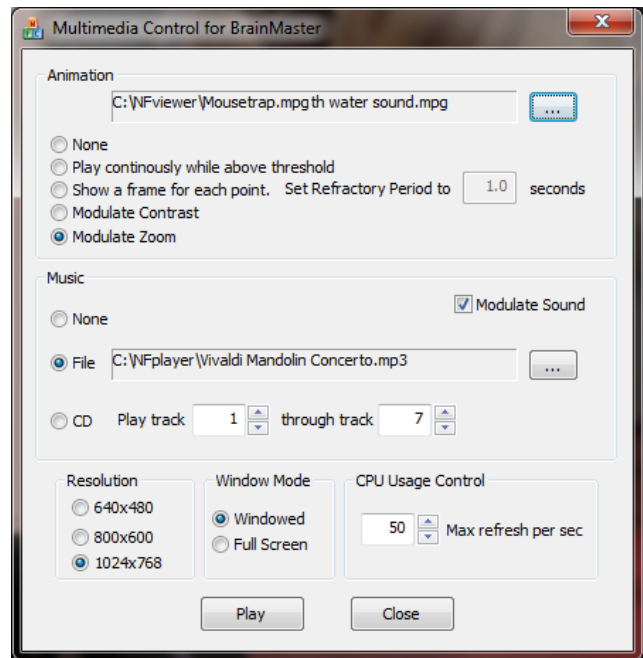 Multimedia Control for BrainMaster
Animation
C:\NFviewer\Mousetrap.mpgth water sound.mpg ...
None
Play continously while above threshold
Show a frame for each point. Set Refractory Period to 1.0 seconds
Modulate Contrast
Modulate Zoom
Music
Modulate Sound
None
File C:\NFplayer\Vivaldi Mandolin Concerto.mp3 ...
CD Play track 1 through track 7
Resolution Window Mode CPU Usage Control
640x480
Windowed
50 Max refresh per sec
800x600
Full Screen
1024x768
Play Close